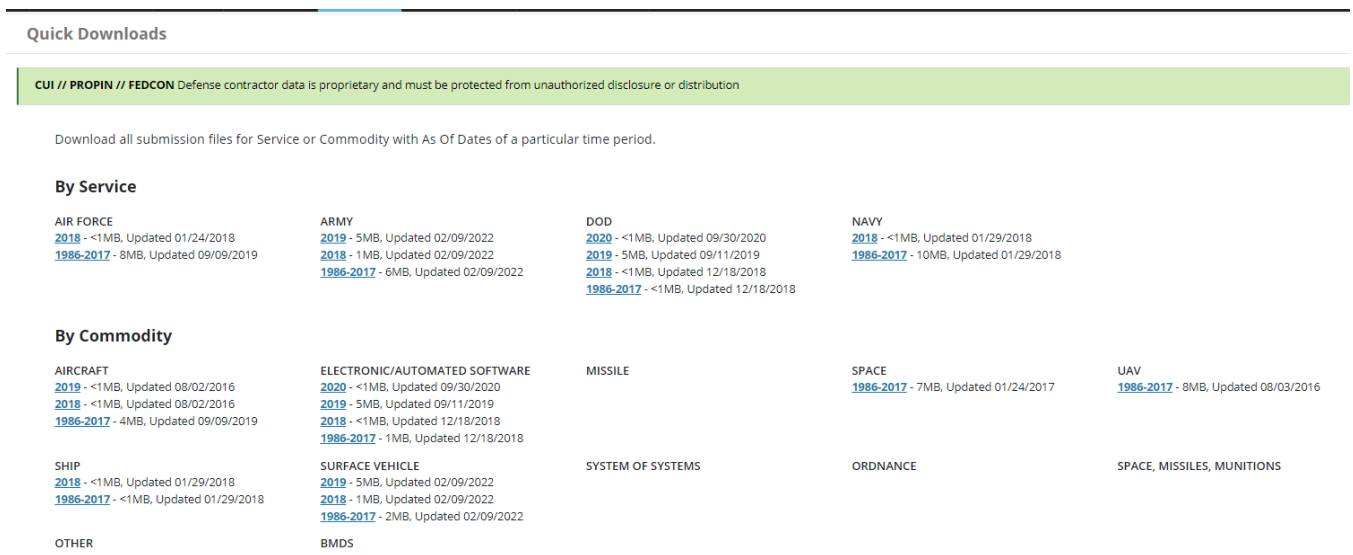 Quick Downloads
CUI // PROPIN // FEDCON Defense contractor data is proprietary and must be protected from unauthorized disclosure or distribution
Download all submission files for Service or Commodity with As Of Dates of a particular time period.
By Service
AIR FORCE
2018 - <1MB, Updated 01/24/2018
1986-2017 - 8MB, Updated 09/09/2019
ARMY
2019 - 5MB, Updated 02/09/2022
2018 - 1MB, Updated 02/09/2022
1986-2017 - 6MB, Updated 02/09/2022
DOD
2020 - <1MB, Updated 09/30/2020
2019 - 5MB, Updated 09/11/2019
2018 - <1MB, Updated 12/18/2018
1986-2017 - <1MB, Updated 12/18/2018
NAVY
2018 - <1MB, Updated 01/29/2018
1986-2017 - 10MB, Updated 01/29/2018
By Commodity
AIRCRAFT
2019 - <1MB, Updated 08/02/2016
2018 - <1MB, Updated 08/02/2016
1986-2017 - 4MB, Updated 09/09/2019
ELECTRONIC/AUTOMATED SOFTWARE
2020 - <1MB, Updated 09/30/2020
2019 - 5MB, Updated 09/11/2019
2018 - <1MB, Updated 12/18/2018
1986-2017 - 1MB, Updated 12/18/2018
MISSILE
SPACE
1986-2017 - 7MB, Updated 01/24/2017
UAV
1986-2017 - 8MB, Updated 08/03/2016
SHIP
2018 - <1MB, Updated 01/29/2018
1986-2017 - <1MB, Updated 01/29/2018
SURFACE VEHICLE
2019 - 5MB, Updated 02/09/2022
2018 - 1MB, Updated 02/09/2022
1986-2017 - 2MB, Updated 02/09/2022
SYSTEM OF SYSTEMS
ORDNANCE
SPACE, MISSILES, MUNITIONS
OTHER
BMDS